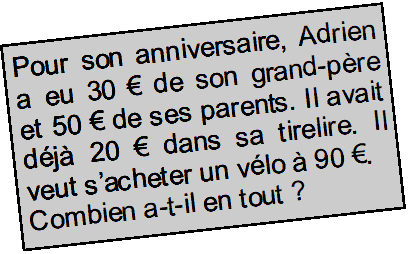 Pour son anniversaire, Adrien
a eu 30 € de son grand-père
et 50 € de ses parents. Il avait
déjà 20 € dans sa tirelire. Il
veut s'acheter un vélo à 90 €.
Combien a-t-il en tout ?